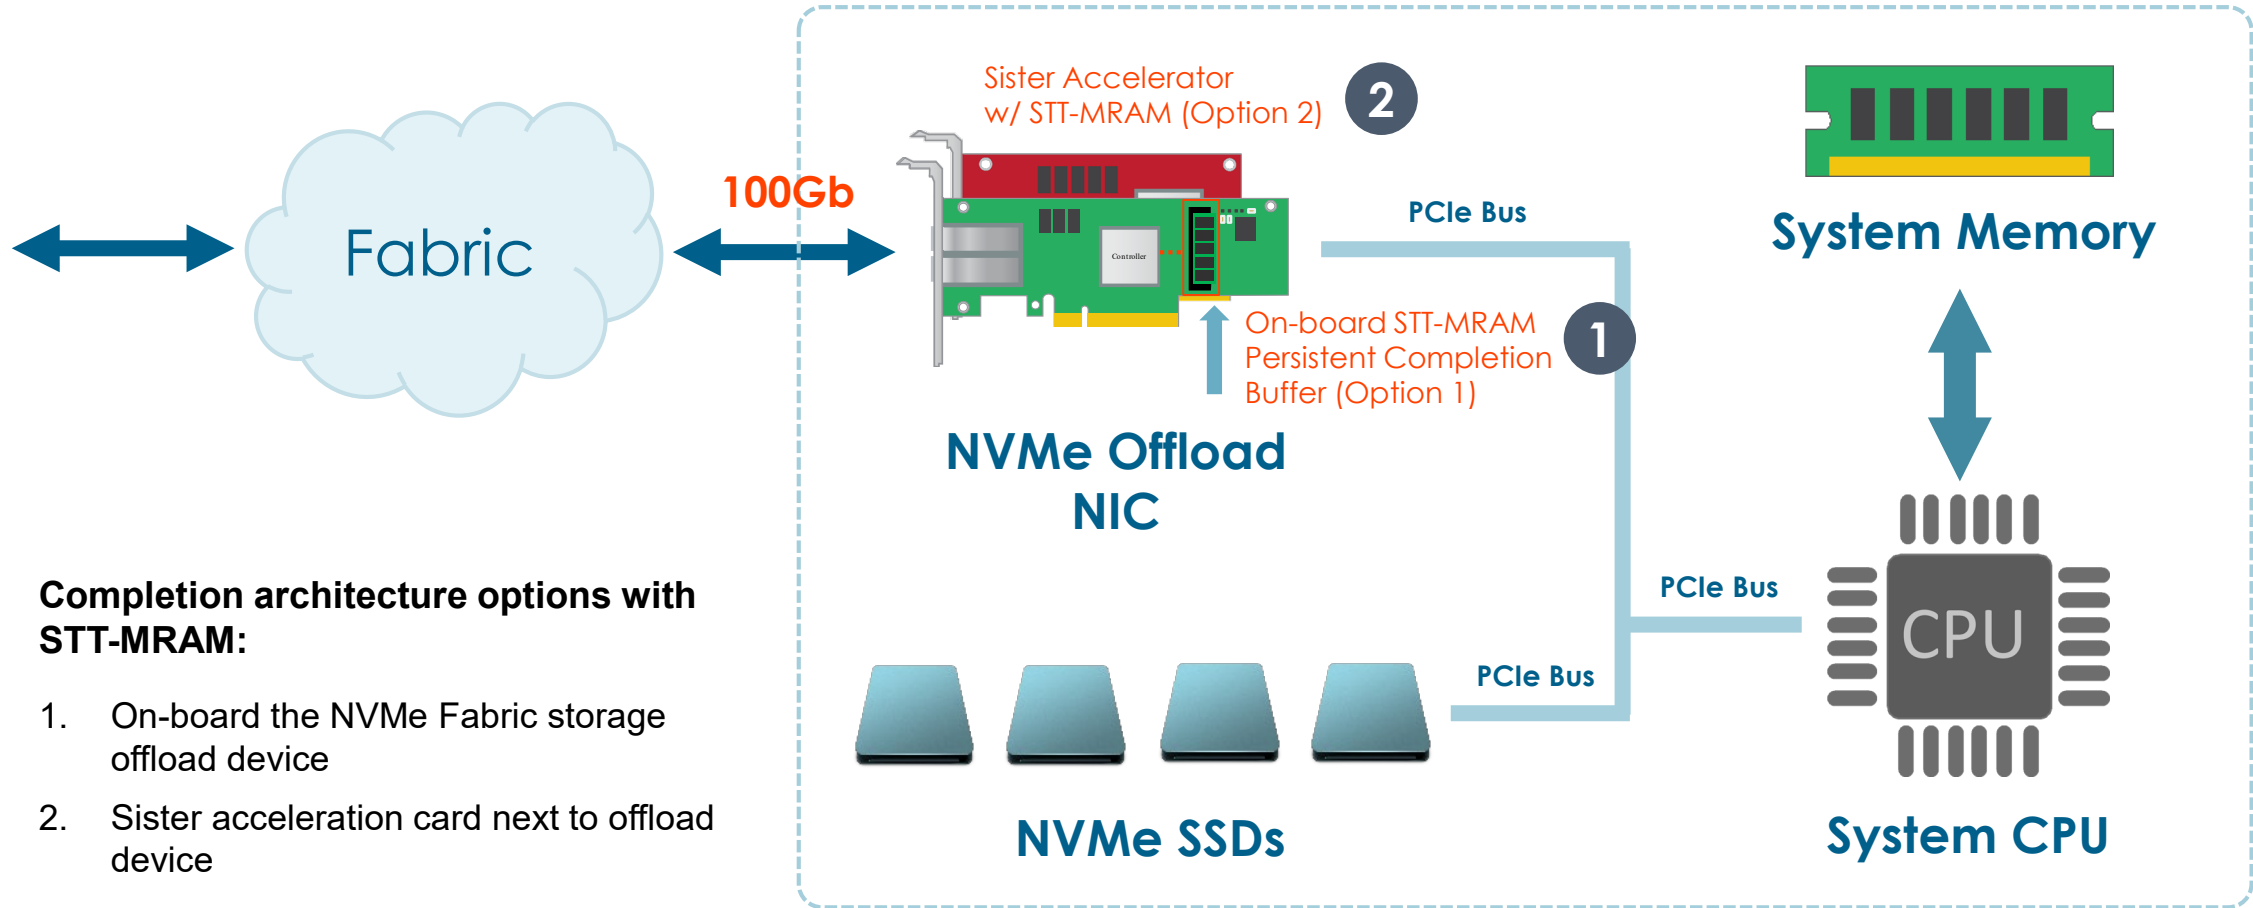 Sister Accelerator
w/ STT-MRAM (Option 2)
2
100Gb
Fabric
Controller
PCIe Bus
System Memory
On-board STT-MRAM
Persistent Completion
Buffer (Option 1)
1
NVMe Offload
NIC
Completion architecture options with
STT-MRAM:
1. On-board the NVMe Fabric storage
offload device
2. Sister acceleration card next to offload
device
PCIe Bus
CPU
PCIe Bus
NVMe SSDs
System CPU